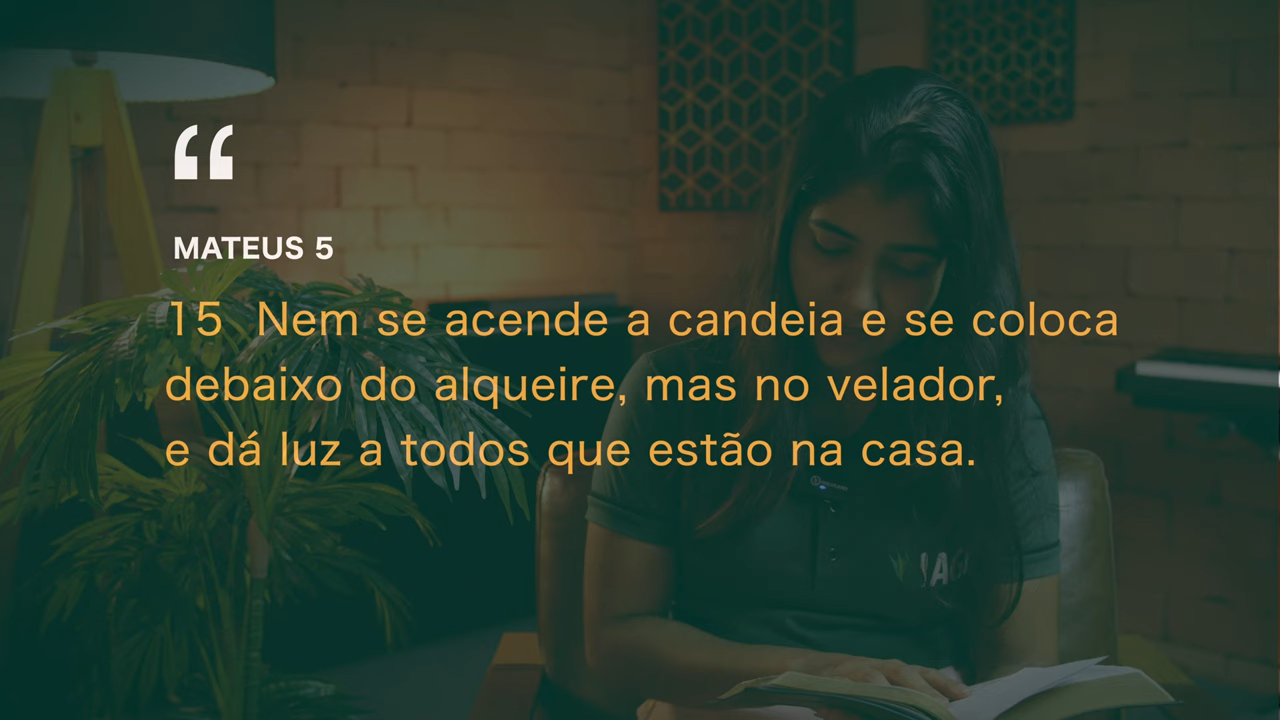 “
MATEUS 5
15 Nem se acende a candeia e se coloca
debaixo do alqueire, mas no velador,
e dá luz a todos que estão na casa.